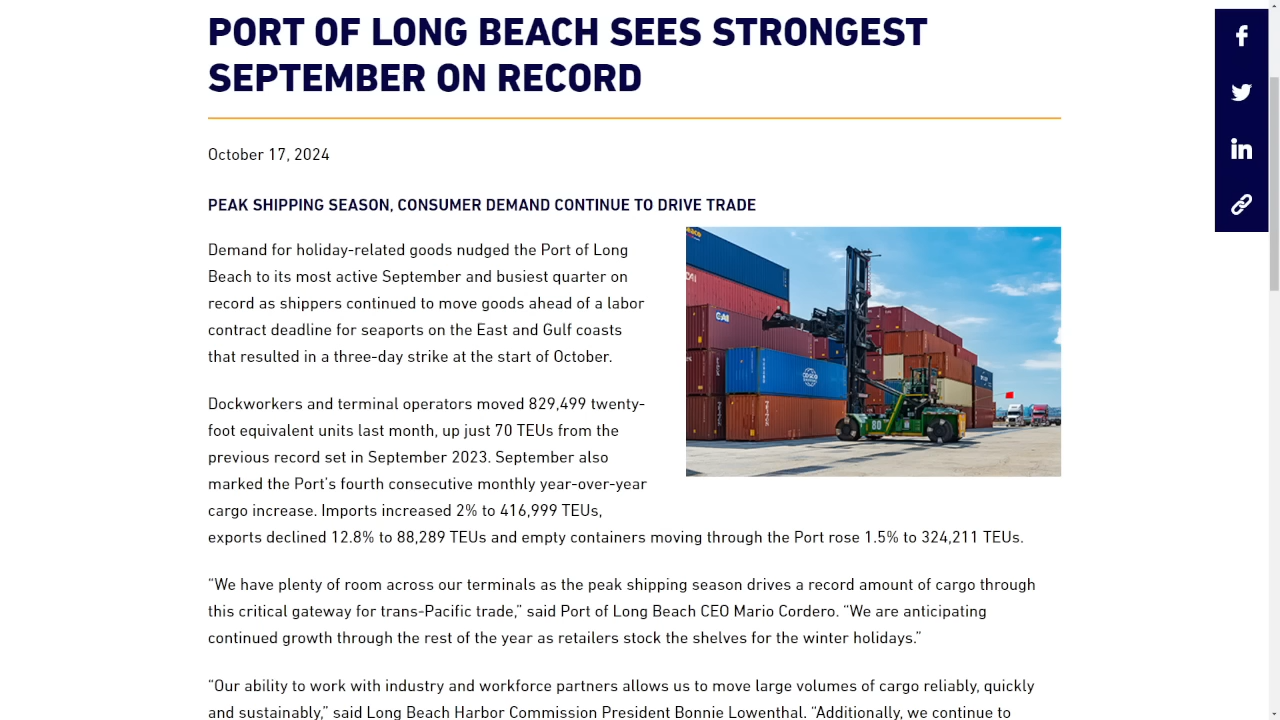 PORT OF LONG BEACH SEES STRONGEST
SEPTEMBER ON RECORD
October 17, 2024
PEAK SHIPPING SEASON, CONSUMER DEMAND CONTINUE TO DRIVE TRADE
Demand for holiday-related goods nudged the Port of Long
Beach to its most active September and busiest quarter on
record as shippers continued to move goods ahead of a labor
contract deadline for seaports on the East and Gulf coasts
that resulted in a three-day strike at the start of October.
Dockworkers and terminal operators moved 829,499 twenty-
foot equivalent units last month, up just 70 TEUs from the
previous record set in September 2023. September also
marked the Port's fourth consecutive monthly year-over-year
cargo increase. Imports increased 2% to 416,999 TEUs,
exports declined 12.8% to 88,289 TEUs and empty containers moving through the Port rose 1.5% to 324,211 TEUs.
“We have plenty of room across our terminals as the peak shipping season drives a record amount of cargo through
this critical gateway for trans-Pacific trade,” said Port of Long Beach CEO Mario Cordero. “We are anticipating
continued growth through the rest of the year as retailers stock the shelves for the winter holidays.”
“Our ability to work with industry and workforce partners allows us to move large volumes of cargo reliably, quickly
and sustainably,” said Long Beach Harbor Commission President Bonnie Lowenthal. “Additionally, we continue to
CAI
COSCO
80